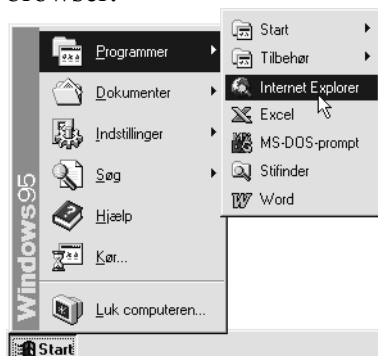 browser.
Programmer
Dokumenter
Indstillinger
Søg
Hjælp
Kør...
Luk computeren...
Windows95
Start
Start
Tilbehør
Internet Explorer
Excel
MS-DOS-prompt
Stifinder
Word